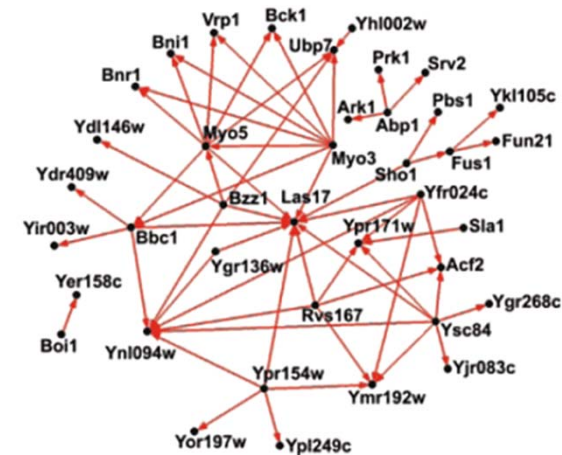 Vrp1
Bck1
Yhl002w
Bni1
Ubp7
Prk1
Srv2
Bnr1
Pbs1
Ykl105c
Ark1
Abp1
Ydl146w
Myo5
Myo3
Fun21
Fus1
Sho1
Ydr409w
Bzz1
Las17
Yfr024c
Yir003w
Bbc1
Ypr171w
Sla1
Ygr136w
Acf2
Yer158c
Ygr268c
Rvs167
Ysc84
Boi1
Ynl094w
Yjr083c
Ypr154w
Ymr192w
Yor197w
Ypl249c